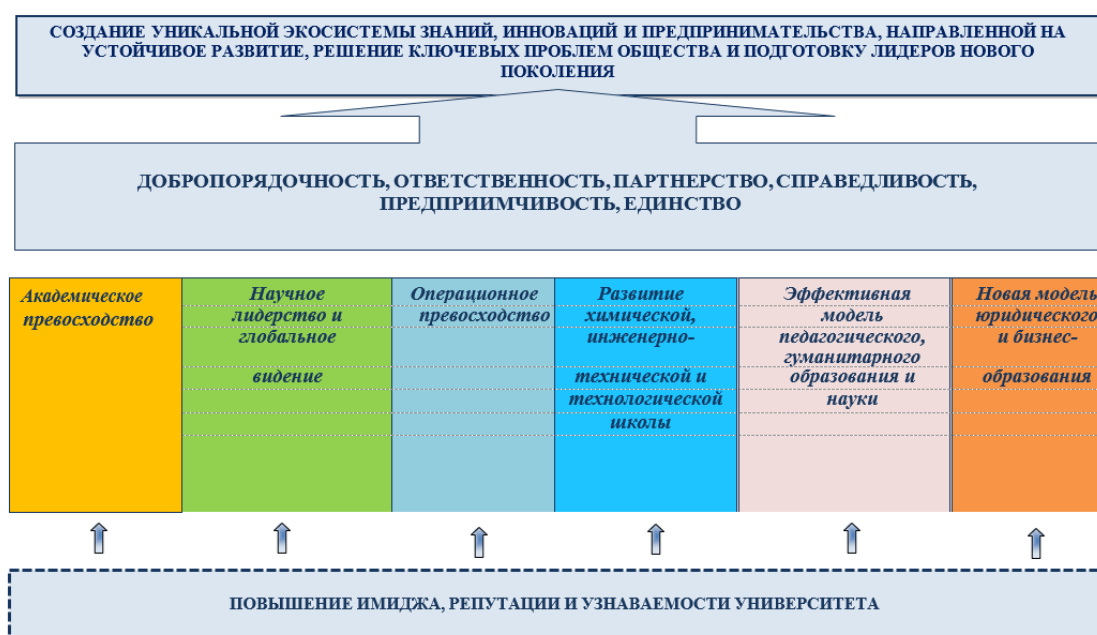 СОЗДАНИЕ УНИКАЛЬНОЙ ЭКОСИСТЕМЫ ЗНАНИЙ, ИННОВАЦИЙ И ПРЕДПРИНИМАТЕЛЬСТВА, НАПРАВЛЕННОЙ НА
УСТОЙЧИВОЕ РАЗВИТИЕ, РЕШЕНИЕ КЛЮЧЕВЫХ ПРОБЛЕМ ОБЩЕСТВА И ПОДГОТОВКУ ЛИДЕРОВ НОВОГО
ПОКОЛЕНИЯ
ДОБРОПОРЯДОЧНОСТЬ, ОТВЕТСТВЕННОСТЬ, ПАРТНЕРСТВО, СПРАВЕДЛИВОСТЬ,
ПРЕДПРИИМЧИВОСТЬ, ЕДИНСТВО
Академическое
превосходство
Научное
лидерство и
глобальное
видение
Операционное
превосходство
Развитие
химической,
инженерно-
технической и
технологической
школы
Эффективная
модель
педагогического,
гуманитарного
образования и
науки
Новая модель
юридического
и бизнес-
образования
ПОВЫШЕНИЕ ИМИДЖА, РЕПУТАЦИИ И УЗНАВАЕМОСТИ УНИВЕРСИТЕТА